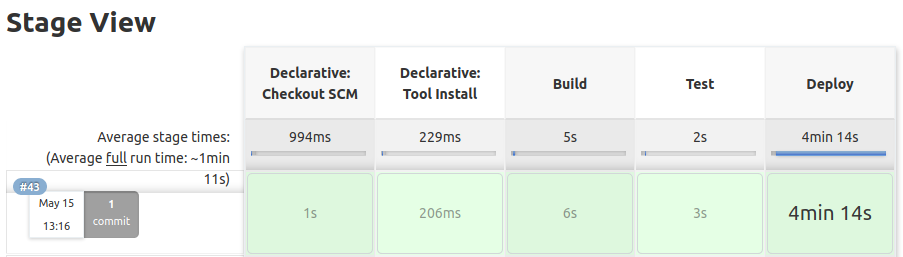 Stage View
Declarative: Checkout SCM
Declarative: Tool Install
Build
Test
Deploy
Average stage times:
(Average full run time: ~1min
11s)
994ms
229ms
5s
2s
4min 14s
#43
May 15
13:16
1
commit
1s
206ms
6s
3s
4min 14s